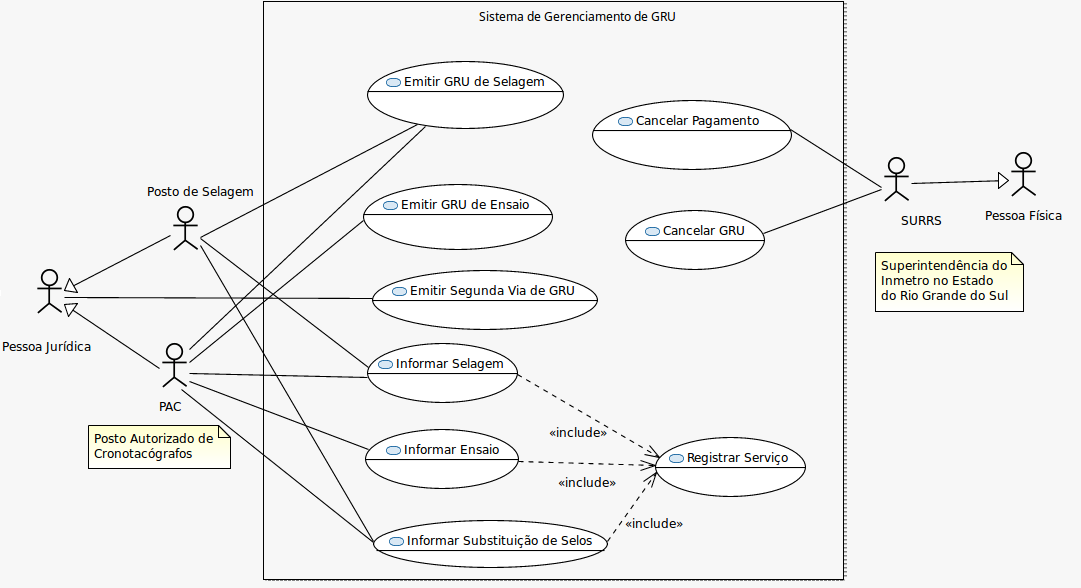 Sistema de Gerenciamento de GRU
Emitir GRU de Selagem
Cancelar Pagamento
Posto de Selagem
Emitir GRU de Ensaio
Pessoa Física
SURRS
Cancelar GRU
Superintendência do
Inmetro no Estado
do Rio Grande do Sul
Emitir Segunda Via de GRU
Pessoa Jurídica
Informar Selagem
PAC
Posto Autorizado de
Cronotacógrafos
«include»
Informar Ensaio
Registrar Serviço
«include»
«include»
Informar Substituição de Selos